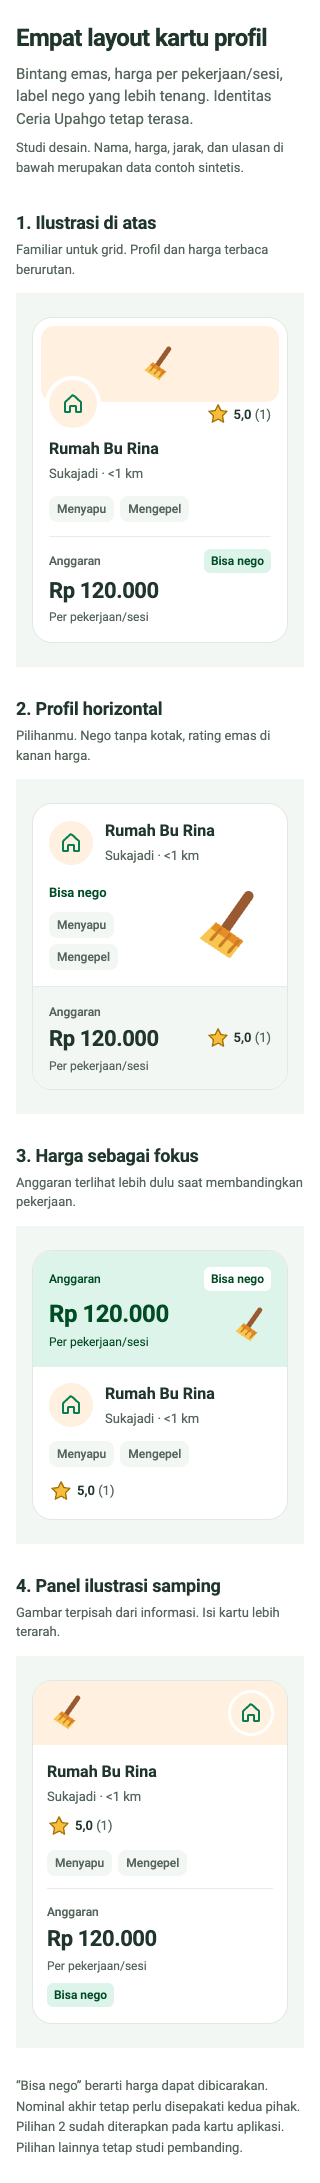 Empat layout kartu profil
Bintang emas, harga per pekerjaan/sesi,
label nego yang lebih tenang. Identitas
Ceria Upahgo tetap terasa.
Studi desain. Nama, harga, jarak, dan ulasan di
bawah merupakan data contoh sintetis.
1. Ilustrasi di atas
Familiar untuk grid. Profil dan harga terbaca
berurutan.
5,0 (1)
Rumah Bu Rina
Sukajadi · <1 km
Menyapu Mengepel
Anggaran Bisa nego
Rp 120.000
Per pekerjaan/sesi
2. Profil horizontal
Pilihanmu. Nego tanpa kotak, rating emas di
kanan harga.
Rumah Bu Rina
Sukajadi · <1 km
Bisa nego
Menyapu
Mengepel
Anggaran
Rp 120.000 5,0 (1)
Per pekerjaan/sesi
3. Harga sebagai fokus
Anggaran terlihat lebih dulu saat membandingkan
pekerjaan.
Anggaran Bisa nego
Rp 120.000
Per pekerjaan/sesi
Rumah Bu Rina
Sukajadi · <1 km
Menyapu Mengepel
5,0 (1)
4. Panel ilustrasi samping
Gambar terpisah dari informasi. Isi kartu lebih
terarah.
Rumah Bu Rina
Sukajadi · <1 km
5,0 (1)
Menyapu Mengepel
Anggaran
Rp 120.000
Per pekerjaan/sesi
Bisa nego
“Bisa nego” berarti harga dapat dibicarakan.
Nominal akhir tetap perlu disepakati kedua pihak.
Pilihan 2 sudah diterapkan pada kartu aplikasi.
Pilihan lainnya tetap studi pembanding.